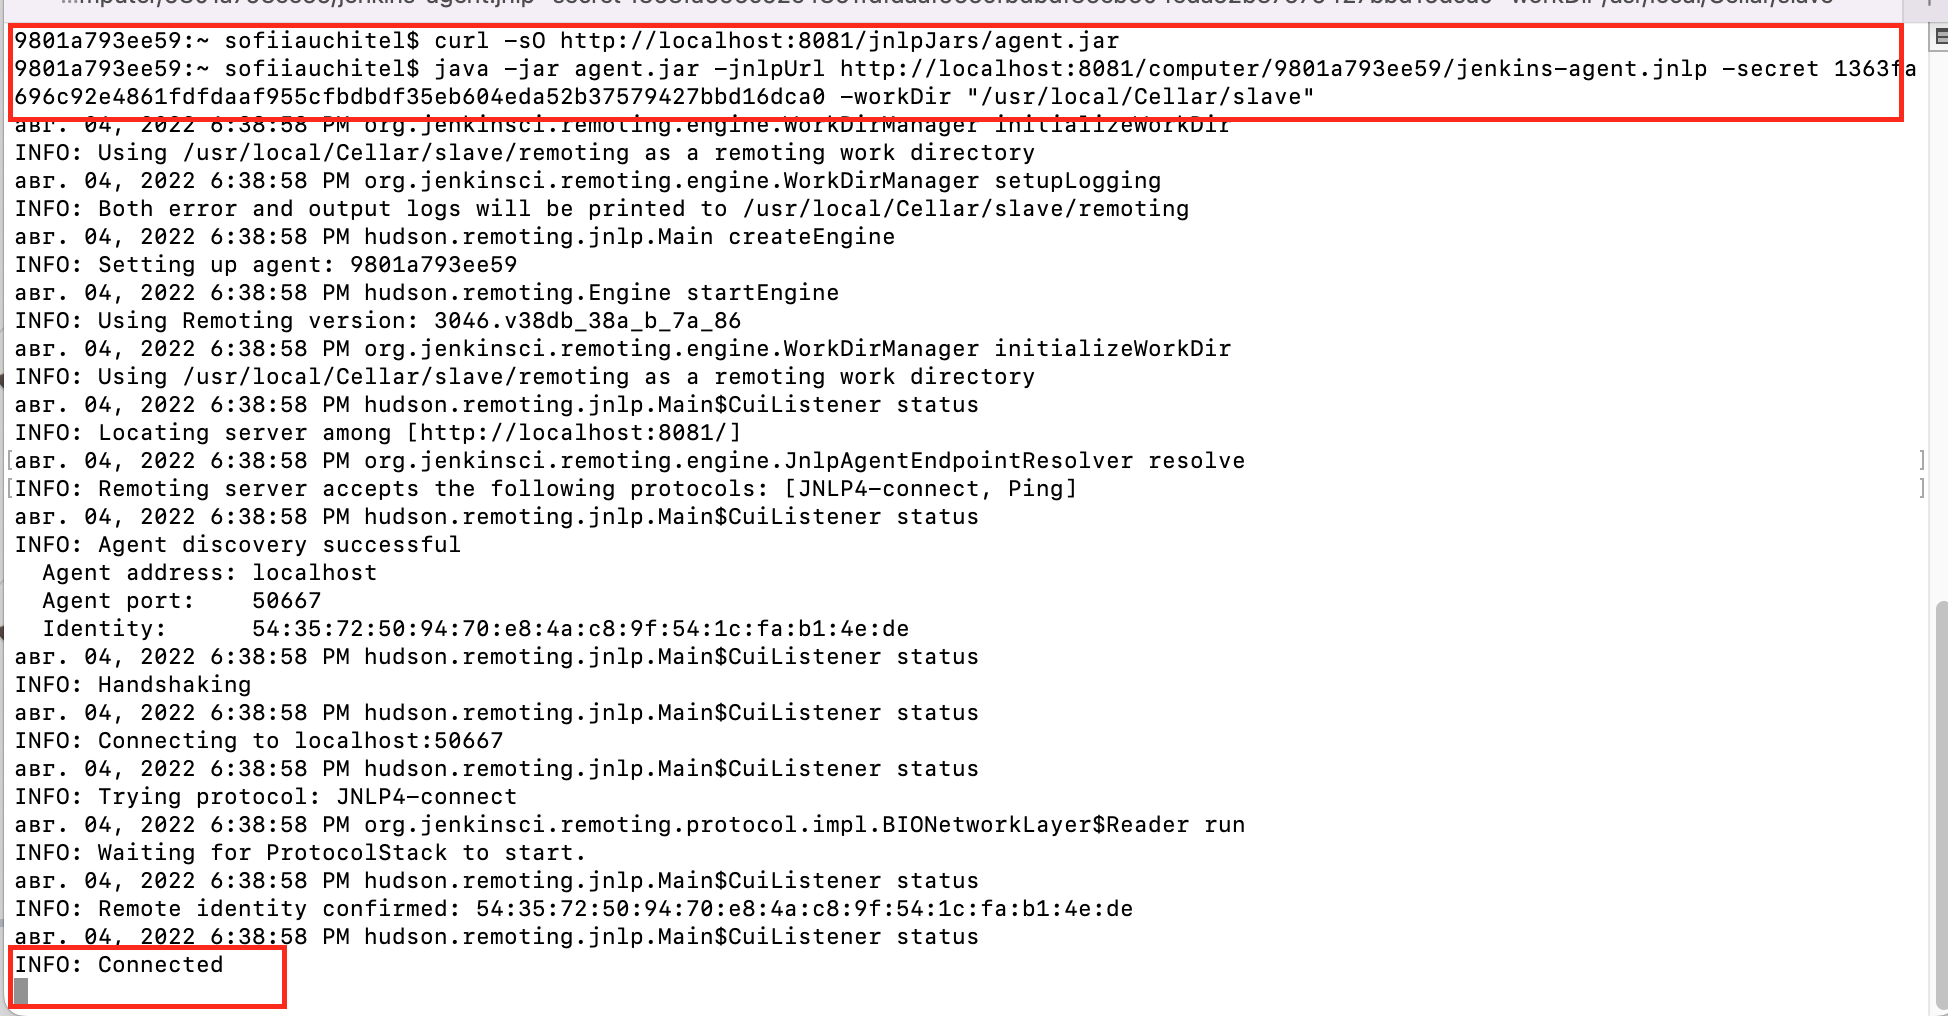 9801a793ee59:~ sofiiauchitel$ curl -sO http://localhost:8081/jnlpJars/agent.jar
9801a793ee59:~ sofiiauchitel$ java -jar agent.jar -jnlpUrl http://localhost:8081/computer/9801a793ee59/jenkins-agent.jnlp -secret 1363fa
696c92e4861fdfdaaf955cfbdbdf35eb604eda52b37579427bbd16dca0 -workDir "/usr/local/Cellar/slave"
авг. 04, 2022 6:38:58 PM org.jenkinsci.remoting.engine.WorkDirManager initializeWorkDir
INFO: Using /usr/local/Cellar/slave/remoting as a remoting work directory
авг. 04, 2022 6:38:58 PM org.jenkinsci.remoting.engine.WorkDirManager setupLogging
INFO: Both error and output logs will be printed to /usr/local/Cellar/slave/remoting
авг. 04, 2022 6:38:58 PM hudson.remoting.jnlp.Main createEngine
INFO: Setting up agent: 9801a793ee59
авг. 04, 2022 6:38:58 PM hudson.remoting.Engine startEngine
INFO: Using Remoting version: 3046.v38db_38a_b_7a_86
авг. 04, 2022 6:38:58 PM org.jenkinsci.remoting.engine.WorkDirManager initializeWorkDir
INFO: Using /usr/local/Cellar/slave/remoting as a remoting work directory
авг. 04, 2022 6:38:58 PM hudson.remoting.jnlp.Main$CuiListener status
INFO: Locating server among [http://localhost:8081/]
[авг. 04, 2022 6:38:58 PM org.jenkinsci.remoting.engine.JnlpAgentEndpointResolver resolve ]
[INFO: Remoting server accepts the following protocols: [JNLP4-connect, Ping] ]
авг. 04, 2022 6:38:58 PM hudson.remoting.jnlp.Main$CuiListener status
INFO: Agent discovery successful
Agent address: localhost
Agent port: 50667
Identity: 54:35:72:50:94:70:e8:4a:c8:9f:54:1c:fa:b1:4e:de
авг. 04, 2022 6:38:58 PM hudson.remoting.jnlp.Main$CuiListener status
INFO: Handshaking
авг. 04, 2022 6:38:58 PM hudson.remoting.jnlp.Main$CuiListener status
INFO: Connecting to localhost:50667
авг. 04, 2022 6:38:58 PM hudson.remoting.jnlp.Main$CuiListener status
INFO: Trying protocol: JNLP4-connect
авг. 04, 2022 6:38:58 PM org.jenkinsci.remoting.protocol.impl.BIONetworkLayer$Reader run
INFO: Waiting for ProtocolStack to start.
авг. 04, 2022 6:38:58 PM hudson.remoting.jnlp.Main$CuiListener status
INFO: Remote identity confirmed: 54:35:72:50:94:70:e8:4a:c8:9f:54:1c:fa:b1:4e:de
авг. 04, 2022 6:38:58 PM hudson.remoting.jnlp.Main$CuiListener status
INFO: Connected